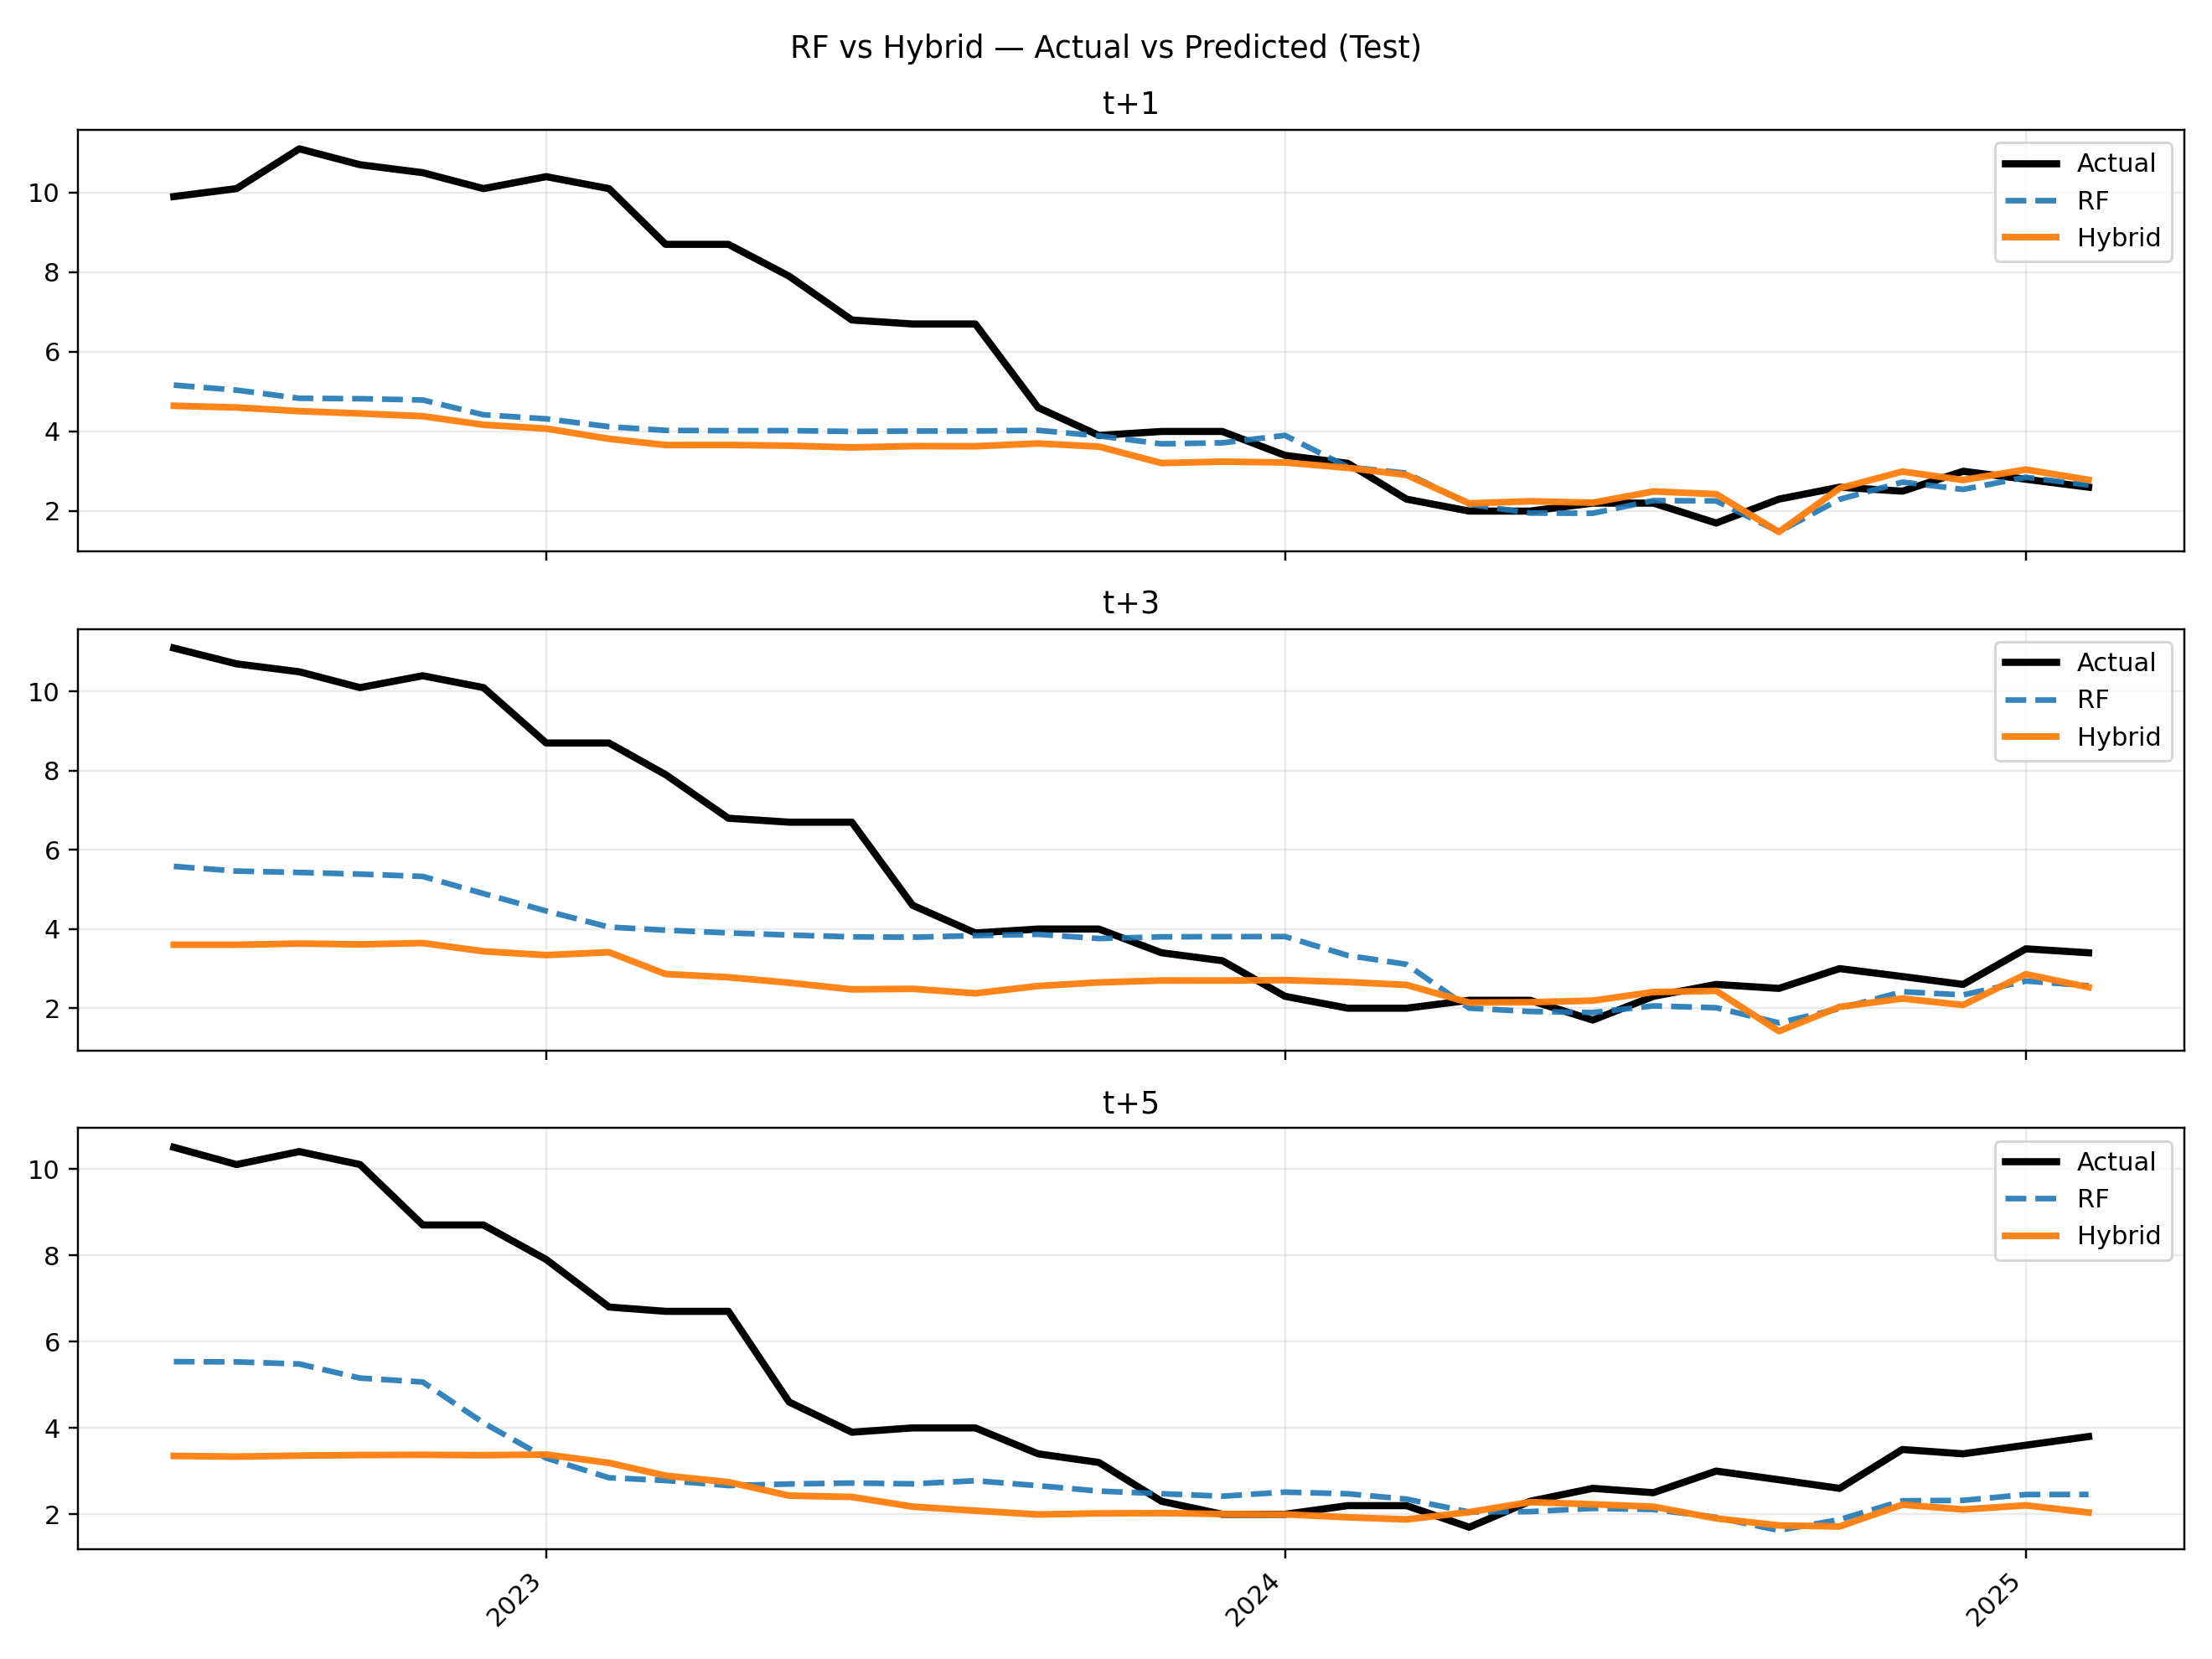 RF vs Hybrid — Actual vs Predicted (Test)
t+1
10
8
6
4
2
Actual
RF
Hybrid
t+3
10
8
6
4
2
Actual
RF
Hybrid
t+5
10
8
6
4
2
Actual
RF
Hybrid
2023
2024
2025